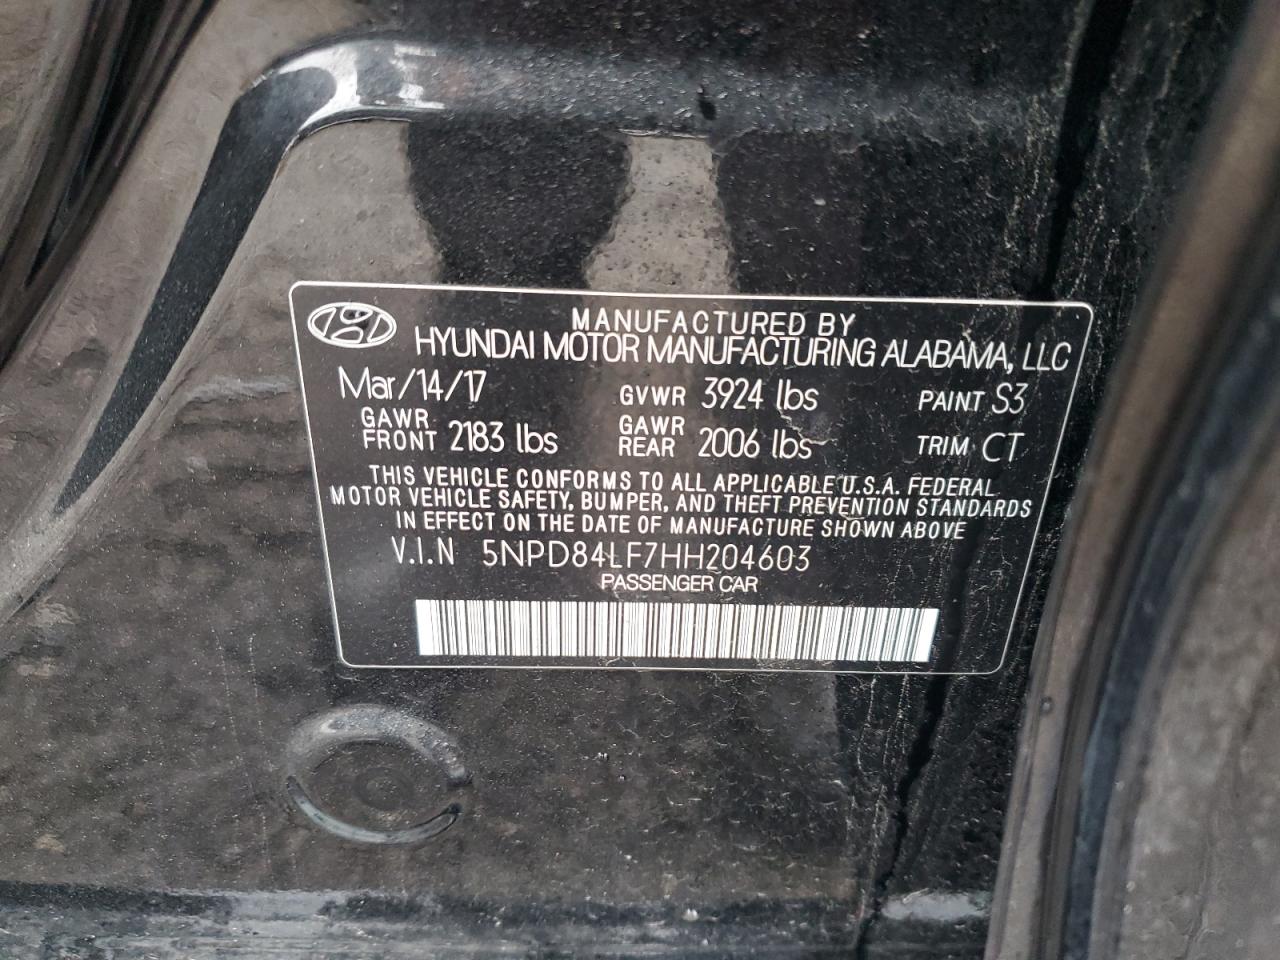 MANUFACTURED BY
HYUNDAI MOTOR MANUFACTURING ALABAMA, LLC
Mar/14/17 GVWR 3924 lbs PAINT S3
GAWR FRONT 2183 lbs GAWR REAR 2006 lbs TRIM CT
THIS VEHICLE CONFORMS TO ALL APPLICABLE U.S.A. FEDERAL
MOTOR VEHICLE SAFETY, BUMPER, AND THEFT PREVENTION STANDARDS
IN EFFECT ON THE DATE OF MANUFACTURE SHOWN ABOVE
V.I.N 5NPD84LF7HH204603
PASSENGER CAR